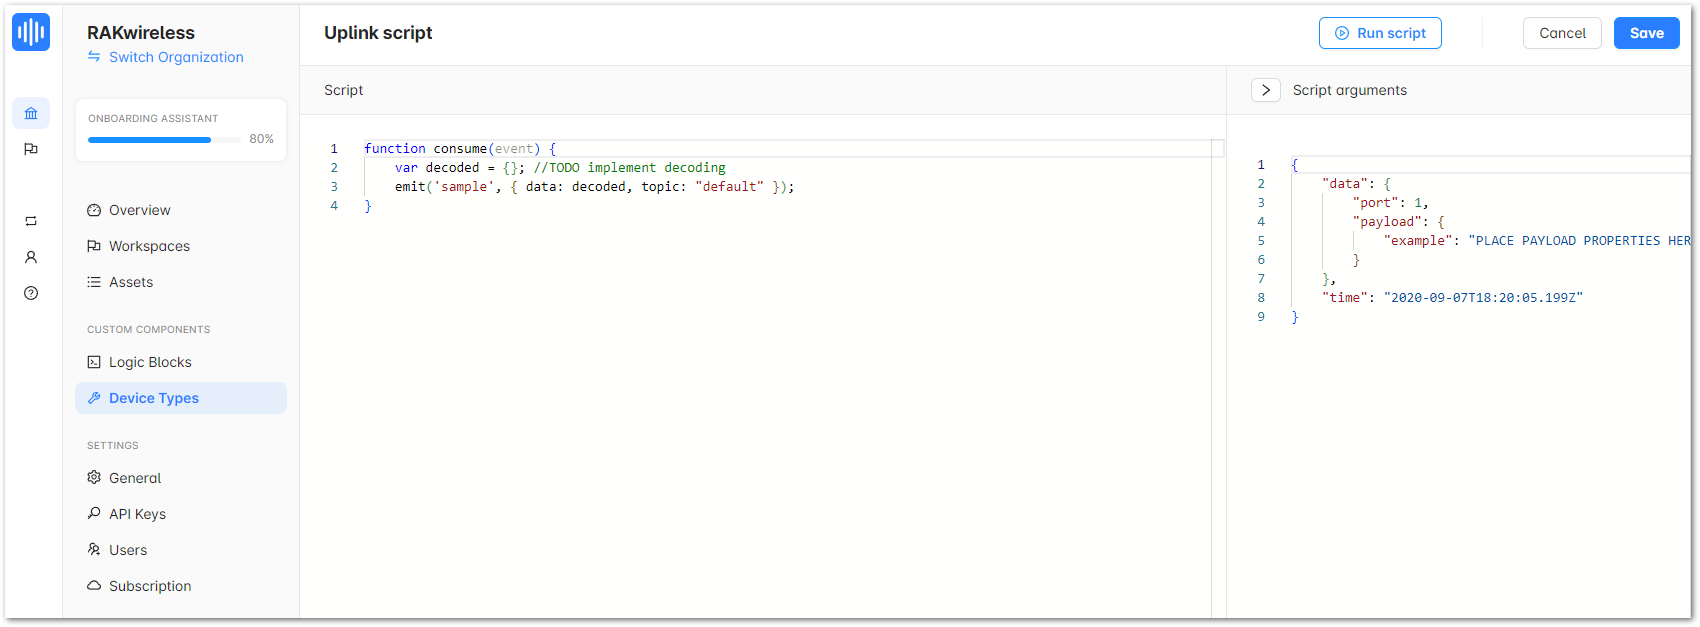 RAKwireless
Switch Organization
ONBOARDING ASSISTANT
80%
Overview
Workspaces
Assets
CUSTOM COMPONENTS
Logic Blocks
Device Types
SETTINGS
General
API Keys
Users
Subscription
Uplink script
Run script
Cancel
Save
Script
1 function consume(event) {
2     var decoded = {}; //TODO implement decoding
3     emit('sample', { data: decoded, topic: "default" });
4 }
Script arguments
1 {
2     "data": {
3         "port": 1,
4         "payload": {
5             "example": "PLACE PAYLOAD PROPERTIES HER
6         }
7     },
8     "time": "2020-09-07T18:20:05.199Z"
9 }